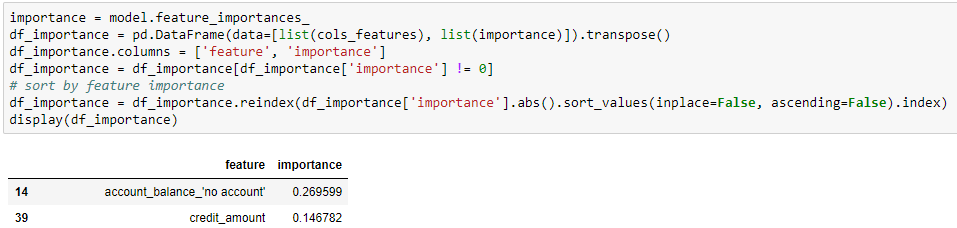 importance = model.feature_importances_
df_importance = pd.DataFrame(data=[list(cols_features), list(importance)]).transpose()
df_importance.columns = ['feature', 'importance']
df_importance = df_importance[df_importance['importance'] != 0]
# sort by feature importance
df_importance = df_importance.reindex(df_importance['importance'].abs().sort_values(inplace=False, ascending=False).index)
display(df_importance)
feature importance
14 account_balance_'no account' 0.269599
39 credit_amount 0.146782